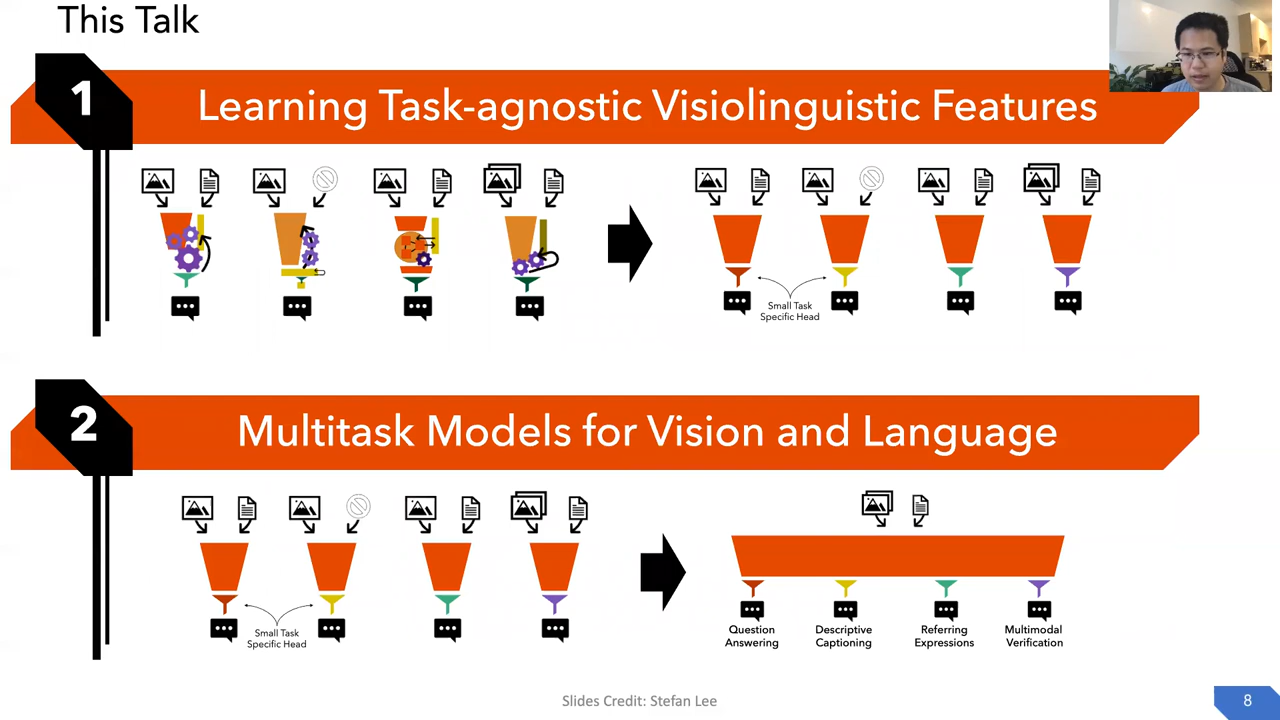 This Talk
1
Learning Task-agnostic Visiolinguistic Features
Small Task
Specific Head
2
Multitask Models for Vision and Language
Small Task
Specific Head
Question
Answering
Descriptive
Captioning
Referring
Expressions
Multimodal
Verification
Slides Credit: Stefan Lee
8